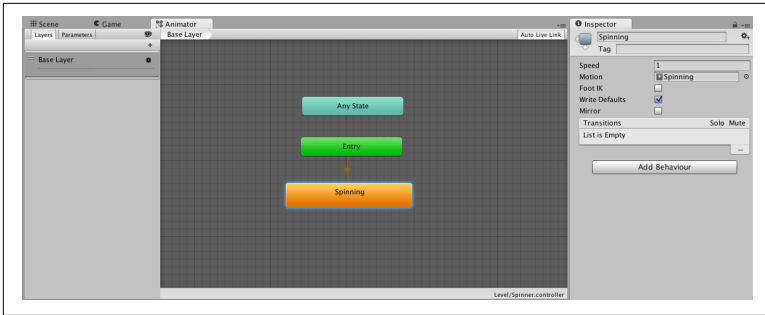 Scene Game Animator
Layers Parameters Base Layer Auto Live Link
+
Base Layer
Any State
Entry
Spinning
Level/Spinner.controller
Inspector
Spinning
Tag
Speed 1
Motion Spinning
Foot IK
Write Defaults
Mirror
Transitions Solo Mute
List is Empty
Add Behaviour